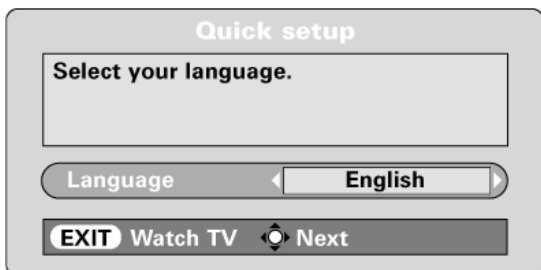 Quick setup
Select your language.
Language English
EXIT Watch TV Next